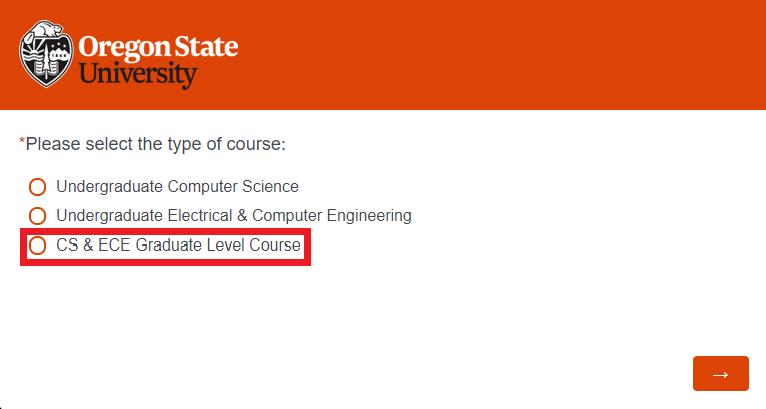 Oregon State
University
*Please select the type of course:
Undergraduate Computer Science
Undergraduate Electrical & Computer Engineering
CS & ECE Graduate Level Course
→